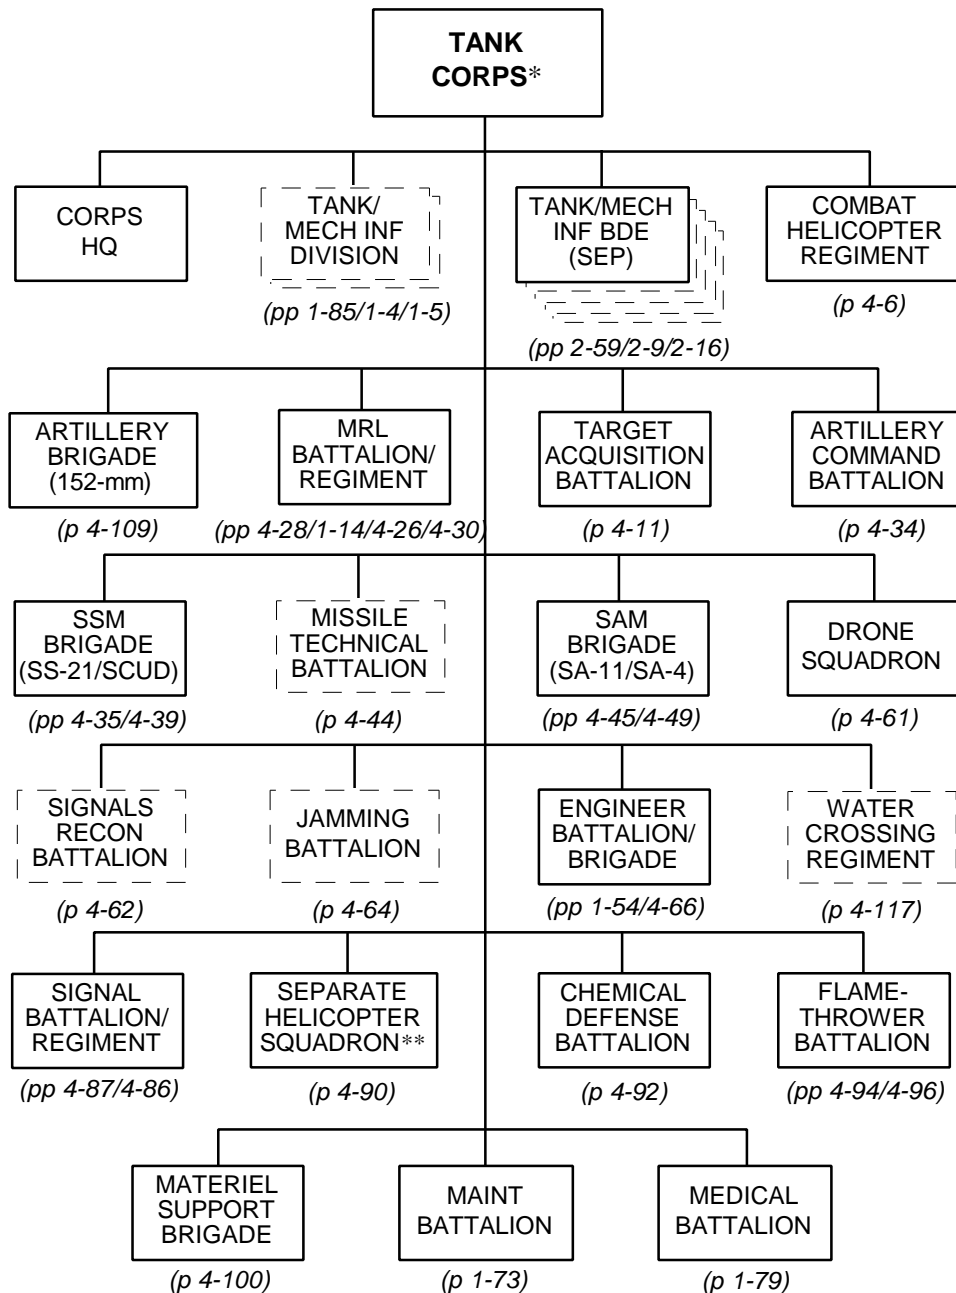 TANK
CORPS*
CORPS
HQ
TANK/
MECH INF
DIVISION
(pp 1-85/1-4/1-5)
TANK/MECH
INF BDE
(SEP)
(pp 2-59/2-9/2-16)
COMBAT
HELICOPTER
REGIMENT
(p 4-6)
ARTILLERY
BRIGADE
(152-mm)
(p 4-109)
MRL
BATTALION/
REGIMENT
(pp 4-28/1-14/4-26/4-30)
TARGET
ACQUISITION
BATTALION
(p 4-11)
ARTILLERY
COMMAND
BATTALION
(p 4-34)
SSM
BRIGADE
(SS-21/SCUD)
(pp 4-35/4-39)
MISSILE
TECHNICAL
BATTALION
(p 4-44)
SAM
BRIGADE
(SA-11/SA-4)
(pp 4-45/4-49)
DRONE
SQUADRON
(p 4-61)
SIGNALS
RECON
BATTALION
(p 4-62)
JAMMING
BATTALION
(p 4-64)
ENGINEER
BATTALION/
BRIGADE
(pp 1-54/4-66)
WATER
CROSSING
REGIMENT
(p 4-117)
SIGNAL
BATTALION/
REGIMENT
(pp 4-87/4-86)
SEPARATE
HELICOPTER
SQUADRON**
(p 4-90)
CHEMICAL
DEFENSE
BATTALION
(p 4-92)
FLAME-
THROWER
BATTALION
(pp 4-94/4-96)
MATERIEL
SUPPORT
BRIGADE
(p 4-100)
MAINT
BATTALION
(p 1-73)
MEDICAL
BATTALION
(p 1-79)